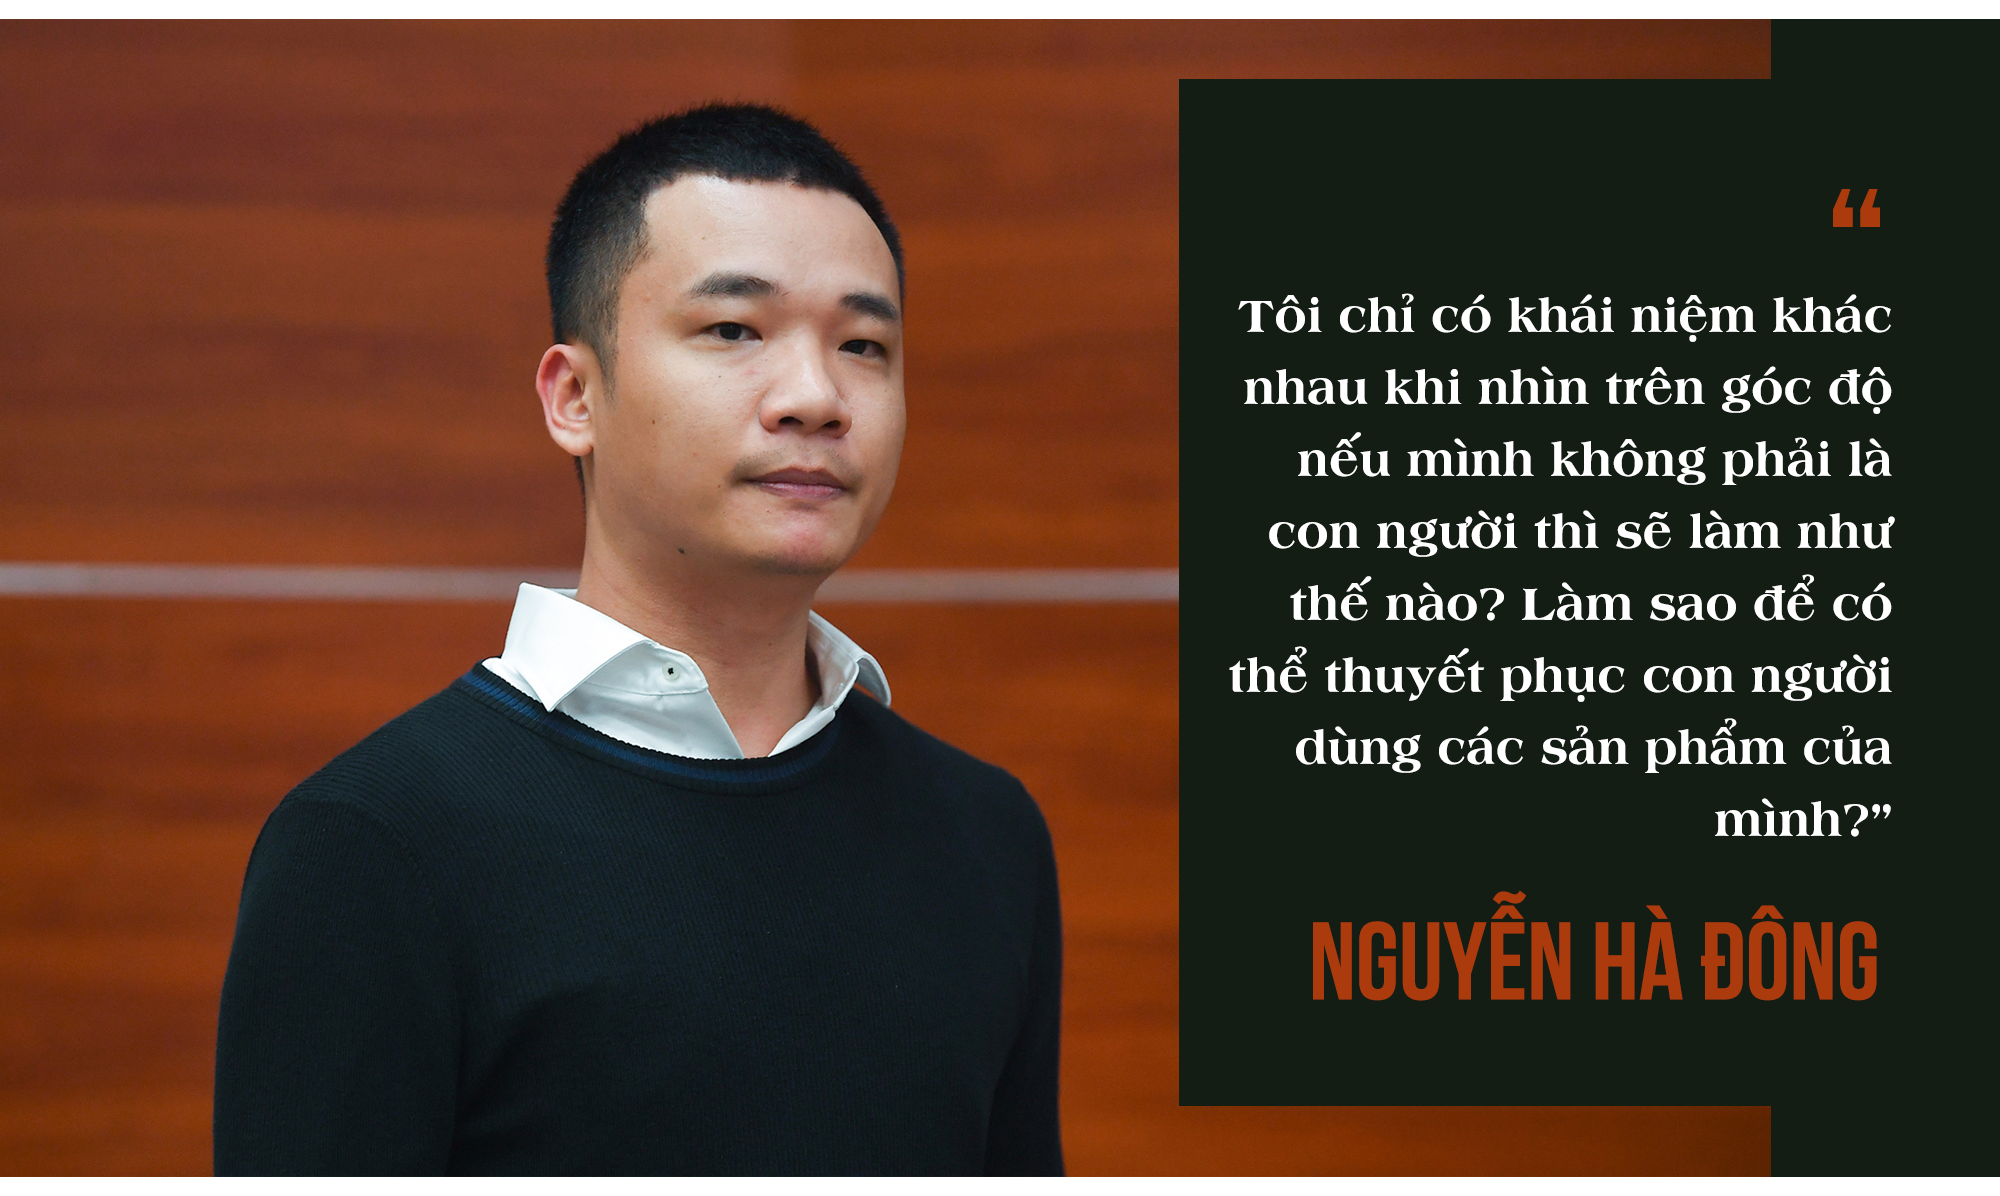 “
Tôi chỉ có khái niệm khác
nhau khi nhìn trên góc độ
nếu mình không phải là
con người thì sẽ làm như
thế nào? Làm sao để có
thể thuyết phục con người
dùng các sản phẩm của
mình?”
NGUYỄN HÀ ĐÔNG